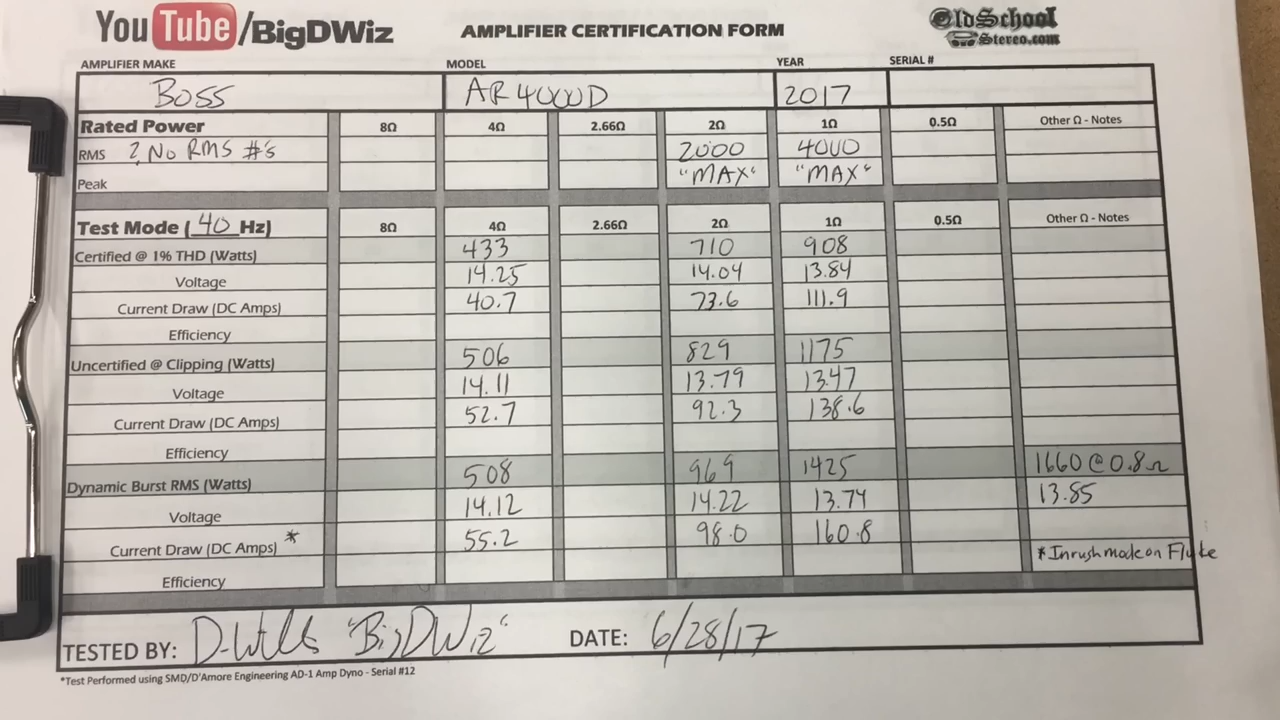 YouTube/BigDWiz AMPLIFIER CERTIFICATION FORM OldSchool Stereo.com
AMPLIFIER MAKE MODEL YEAR SERIAL #
BOSS AR4000D 2017
Rated Power 8Ω 4Ω 2.66Ω 2Ω 1Ω 0.5Ω Other Ω - Notes
RMS ?, No RMS #'s 2000 4000
Peak "MAX" "MAX"
Test Mode (40 Hz) 8Ω 4Ω 2.66Ω 2Ω 1Ω 0.5Ω Other Ω - Notes
Certified @ 1% THD (Watts) 433 710 908
Voltage 14.25 14.04 13.84
Current Draw (DC Amps) 40.7 73.6 111.9
Efficiency
Uncertified @ Clipping (Watts) 506 829 1175
Voltage 14.11 13.79 13.47
Current Draw (DC Amps) 52.7 92.3 138.6
Efficiency
Dynamic Burst RMS (Watts) 508 969 1425 1660 @ 0.8Ω
Voltage 14.12 14.22 13.74 13.85
Current Draw (DC Amps) * 55.2 98.0 160.8 *Inrush mode on Fluke
Efficiency
TESTED BY: "BigDWiz" DATE: 6/28/17
*Test Performed using SMD/D'Amore Engineering AD-1 Amp Dyno - Serial #12